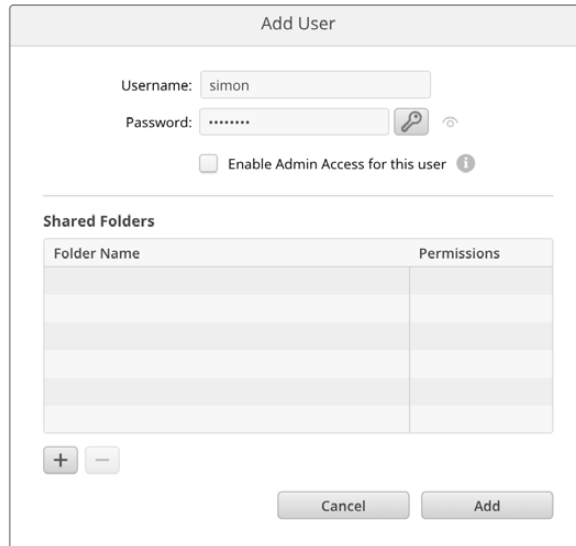 Add User
Username: simon
Password: ••••••••
Enable Admin Access for this user
Shared Folders
Folder Name Permissions
Cancel Add